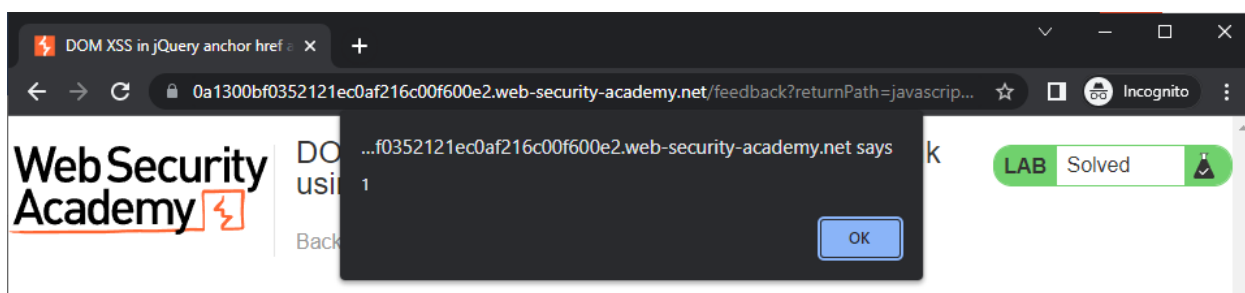 DOM XSS in jQuery anchor href a
0a1300bf0352121ec0af216c00f600e2.web-security-academy.net/feedback?returnPath=javascrip...
Incognito
Web Security
Academy
DO
k
usi
Back
...f0352121ec0af216c00f600e2.web-security-academy.net says
1
OK
LAB Solved